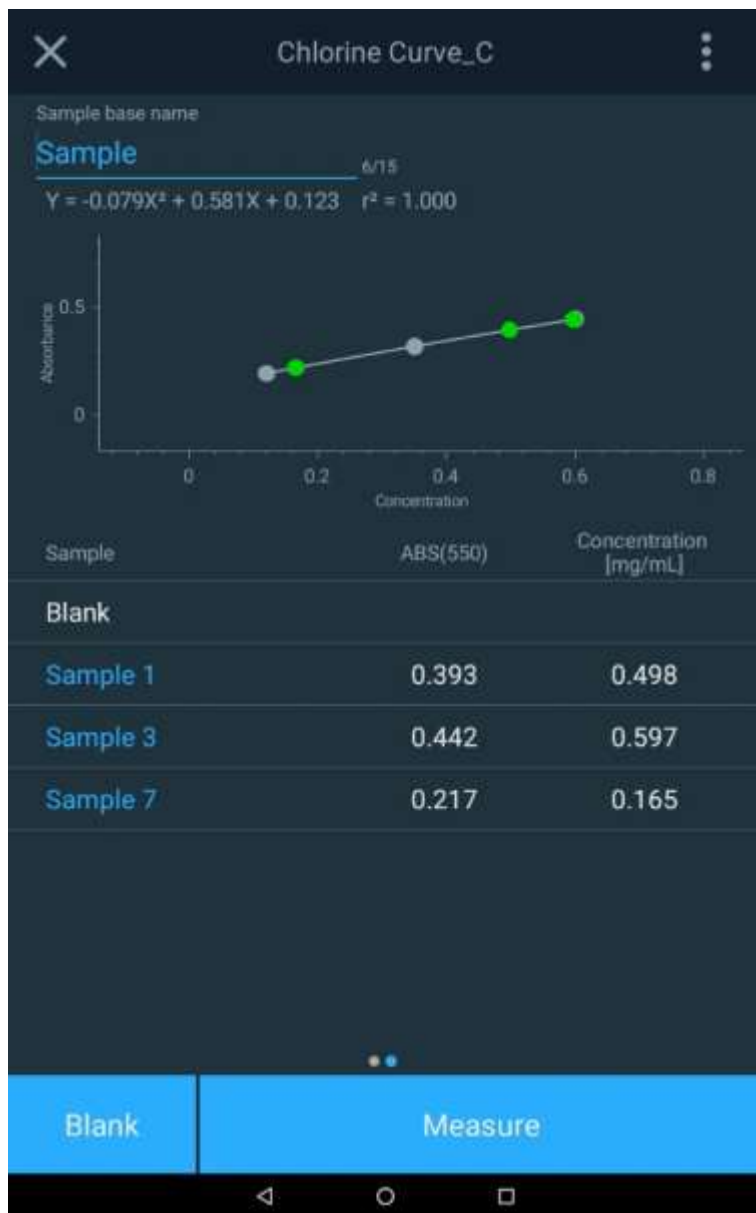 Chlorine Curve_C
Sample base name
Sample
6/15
Y = -0.079X² + 0.581X + 0.123 r² = 1.000
Absorbance
0.5
0
0 0.2 0.4 0.6 0.8
Concentration
Sample ABS(550) Concentration
[mg/mL]
Blank
Sample 1 0.393 0.498
Sample 3 0.442 0.597
Sample 7 0.217 0.165
Blank Measure